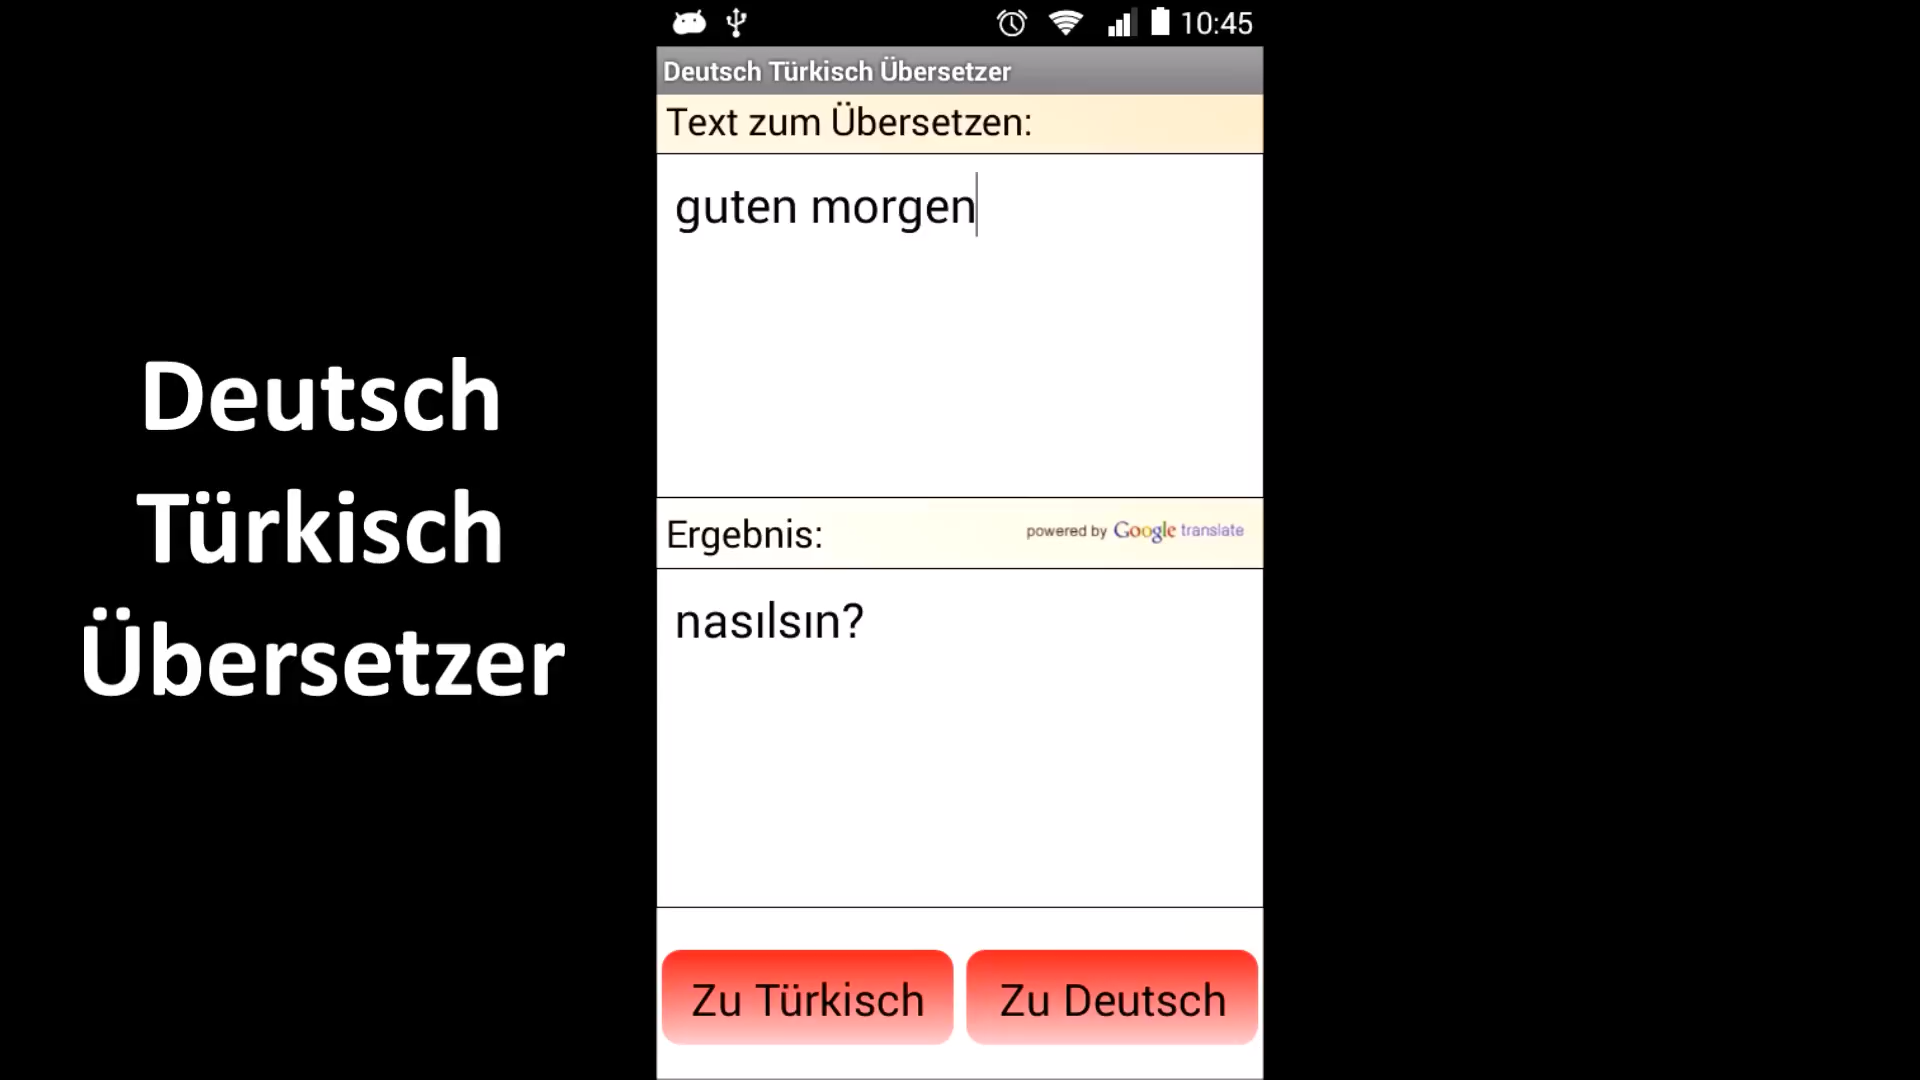 10:45
Deutsch Türkisch Übersetzer
Text zum Übersetzen:
guten morgen
Ergebnis:
powered by Google translate
nasılsın?
Zu Türkisch
Zu Deutsch
Deutsch
Türkisch
Übersetzer